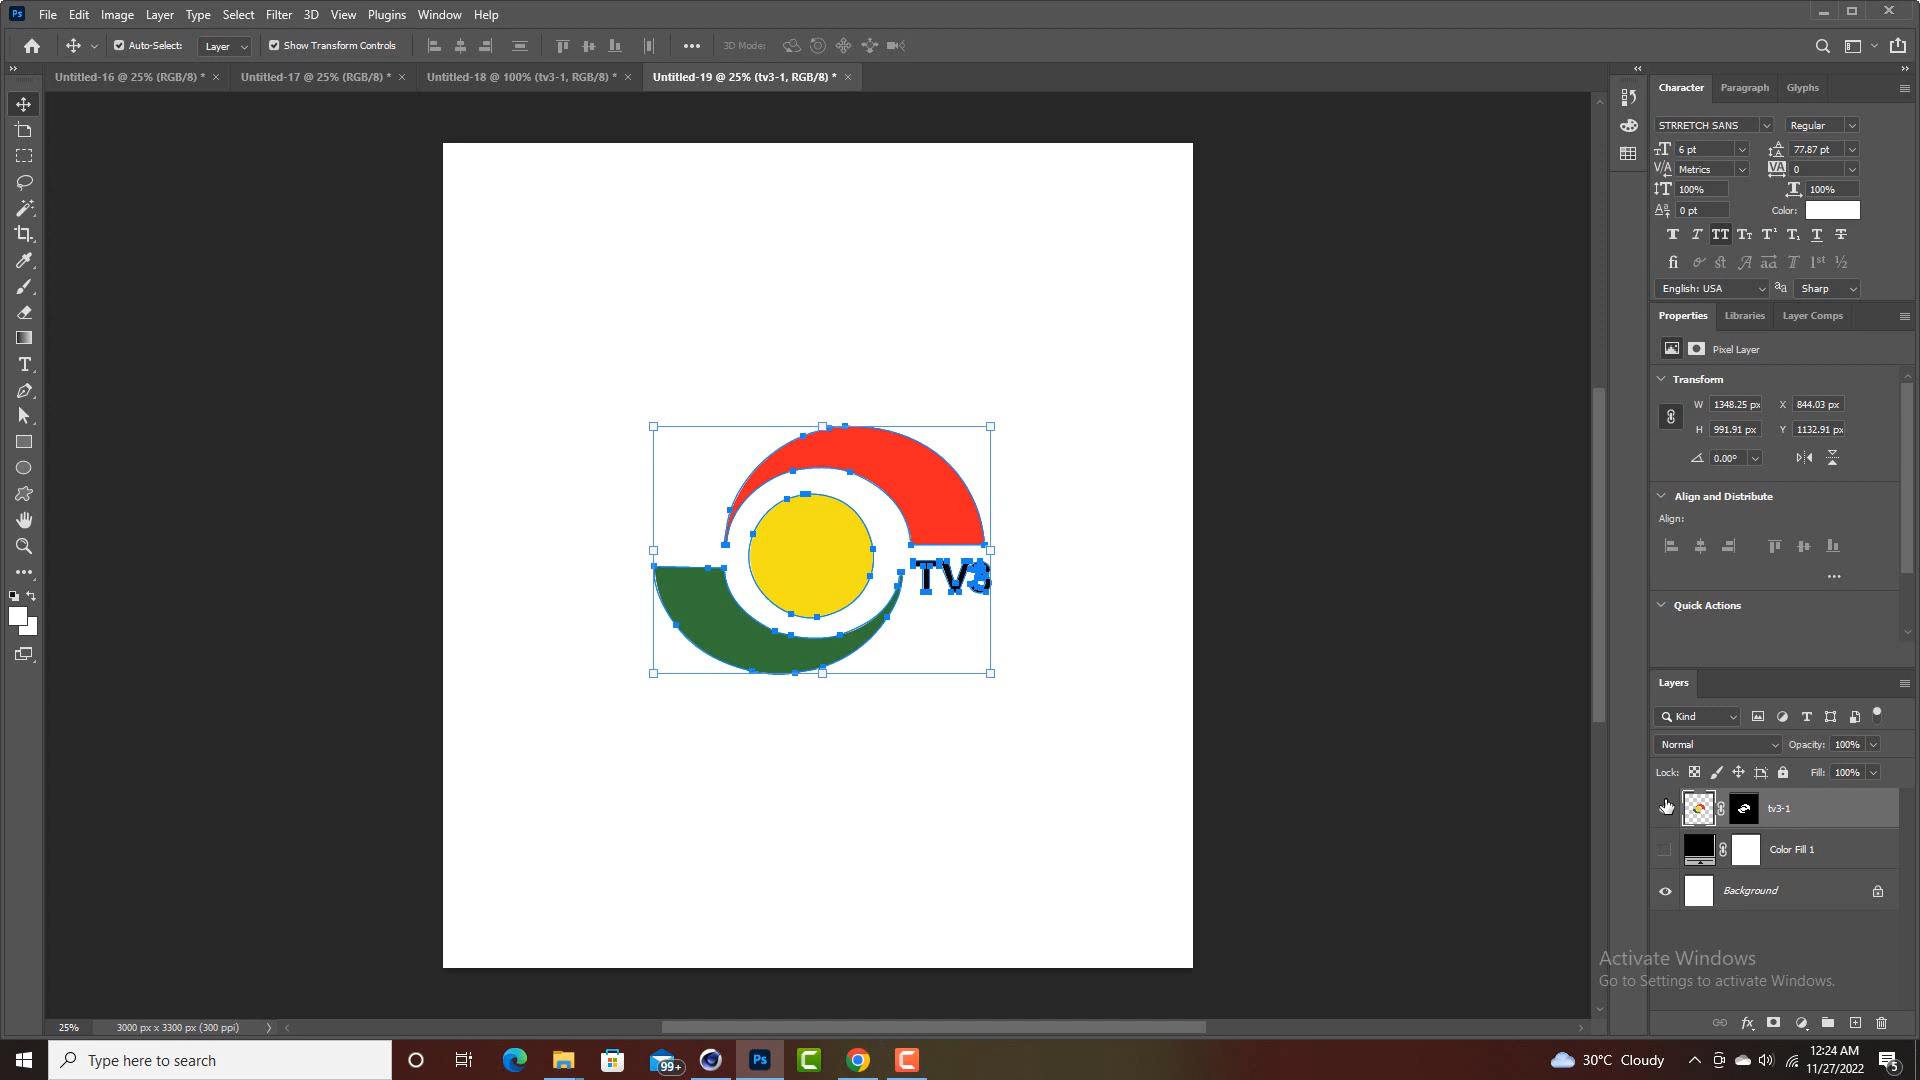 Ps File Edit Image Layer Type Select Filter 3D View Plugins Window Help
Auto-Select: Layer Show Transform Controls 3D Mode:
Untitled-16 @ 25% (RGB/8) * × Untitled-17 @ 25% (RGB/8) * × Untitled-18 @ 100% (tv3-1, RGB/8) * × Untitled-19 @ 25% (tv3-1, RGB/8) * ×
Character Paragraph Glyphs
STRRETCH SANS Regular
6 pt 77.87 pt
Metrics 0
100% 100%
0 pt Color:
English: USA Sharp
Properties Libraries Layer Comps
Pixel Layer
Transform
W 1348.25 px X 844.03 px
H 991.91 px Y 1132.91 px
0.00°
Align and Distribute
Align:
Quick Actions
TV3
Layers
Kind
Normal Opacity: 100%
Lock: Fill: 100%
tv3-1
Color Fill 1
Background
Activate Windows
Go to Settings to activate Windows.
25% 3000 px x 3300 px (300 ppi)
Type here to search
99+
Ps
30°C Cloudy
12:24 AM
11/27/2022
5